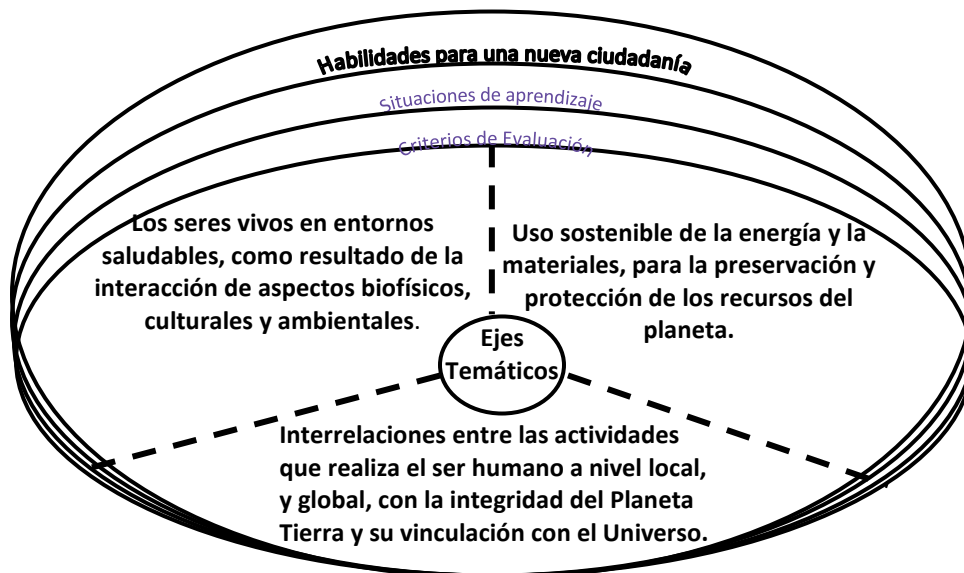 Habilidades para una nueva ciudadanía
Situaciones de aprendizaje
Criterios de Evaluación
Los seres vivos en entornos
saludables, como resultado de la
interacción de aspectos biofísicos,
culturales y ambientales.
Uso sostenible de la energía y la
materiales, para la preservación y
protección de los recursos del
planeta.
Ejes
Temáticos
Interrelaciones entre las actividades
que realiza el ser humano a nivel local,
y global, con la integridad del Planeta
Tierra y su vinculación con el Universo.